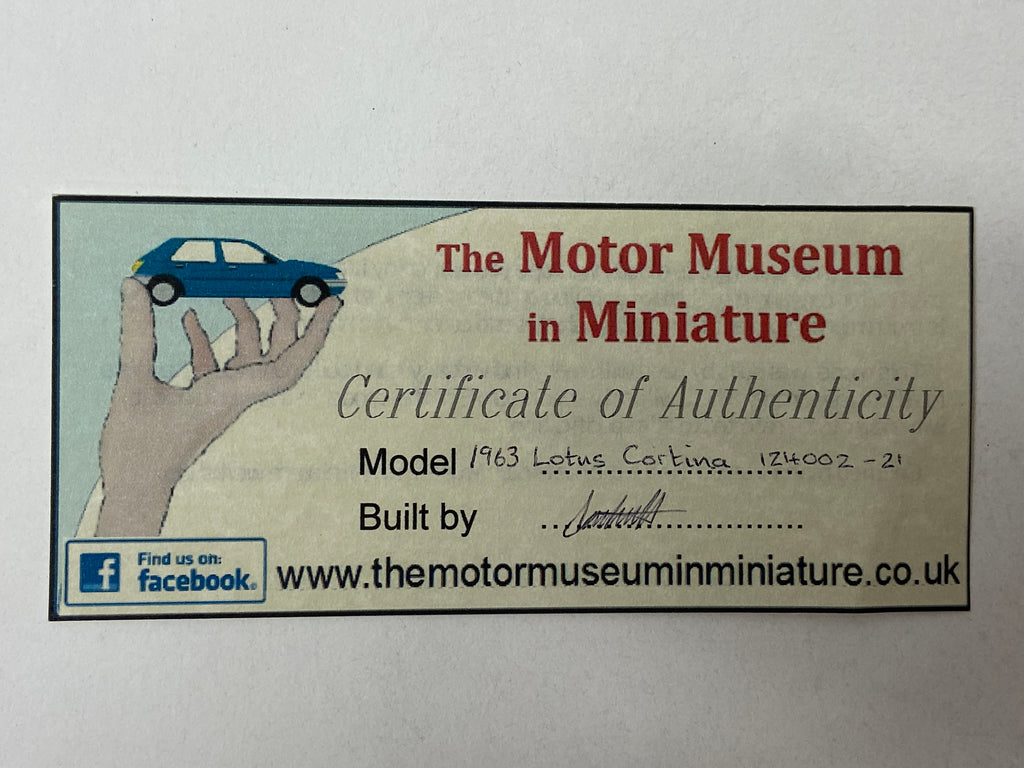 The Motor Museum
in Miniature
Certificate of Authenticity
Model 1963 Lotus Cortina 124002-21
Built by
Find us on:
facebook®
www.themotormuseuminminiature.co.uk